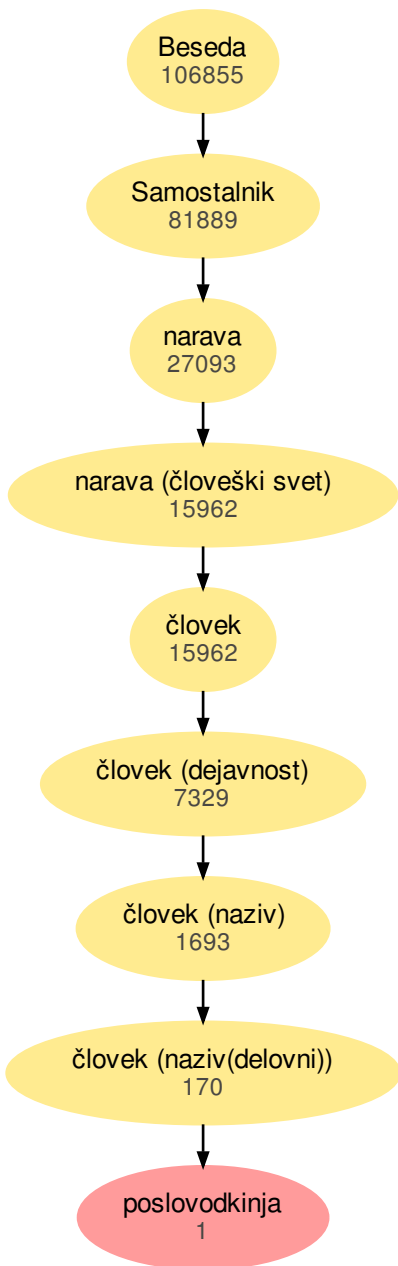 Beseda
106855
Samostalnik
81889
narava
27093
narava (človeški svet)
15962
človek
15962
človek (dejavnost)
7329
človek (naziv)
1693
človek (naziv(delovni))
170
poslovodkinja
1